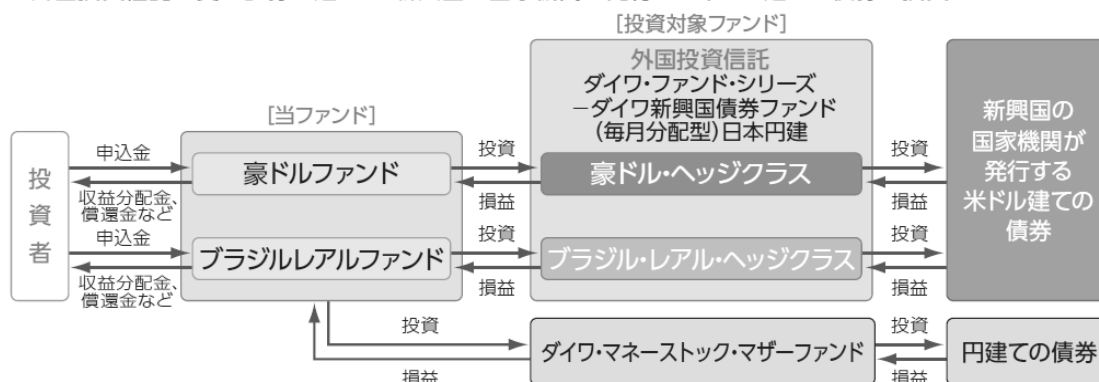 [投資対象ファンド]
外国投資信託
ダイワ・ファンド・シリーズ
－ダイワ新興国債券ファンド
（毎月分配型）日本円建
[当ファンド]
投資者
申込金
収益分配金、
償還金など
豪ドルファンド
投資
損益
豪ドル・ヘッジクラス
投資
損益
新興国の
国家機関が
発行する
米ドル建ての
債券
申込金
収益分配金、
償還金など
ブラジルレアルファンド
投資
損益
ブラジル・レアル・ヘッジクラス
投資
損益
投資
損益
ダイワ・マネーストック・マザーファンド
投資
損益
円建ての債券